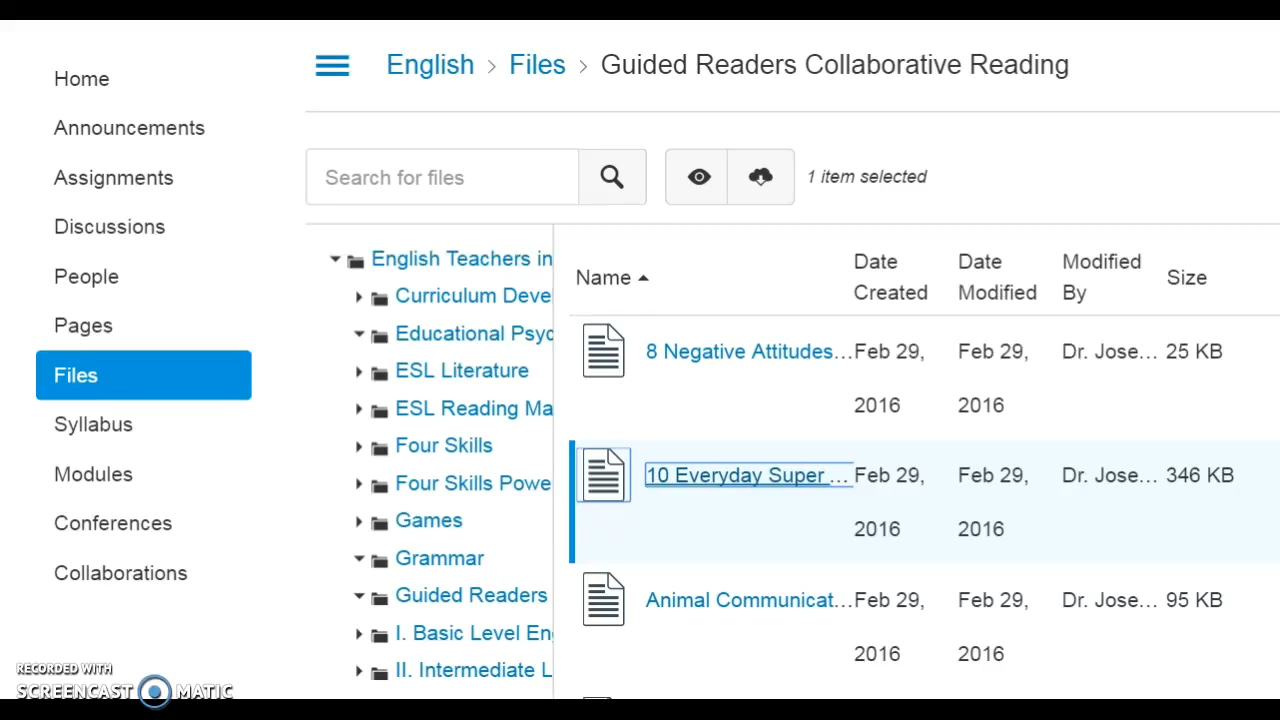 Home
Announcements
Assignments
Discussions
People
Pages
Files
Syllabus
Modules
Conferences
Collaborations
English > Files > Guided Readers Collaborative Reading
Search for files
1 item selected
English Teachers in
Curriculum Deve
Educational Psyc
ESL Literature
ESL Reading Ma
Four Skills
Four Skills Powe
Games
Grammar
Guided Readers
I. Basic Level En
II. Intermediate L
Name Date Created Date Modified Modified By Size
8 Negative Attitudes... Feb 29, 2016 Feb 29, 2016 Dr. Jose... 25 KB
10 Everyday Super ... Feb 29, 2016 Feb 29, 2016 Dr. Jose... 346 KB
Animal Communicat... Feb 29, 2016 Feb 29, 2016 Dr. Jose... 95 KB
RECORDED WITH
SCREENCAST MATIC